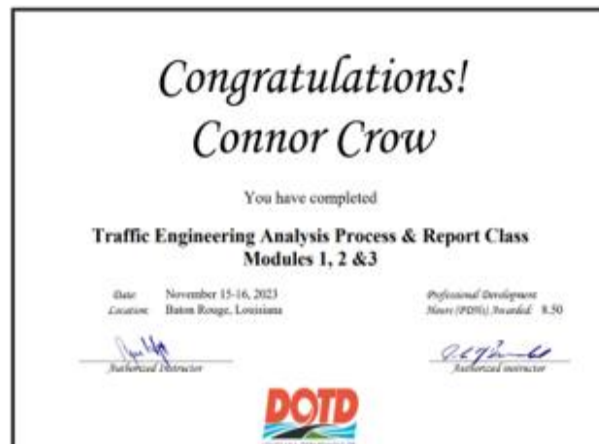 Congratulations!
Connor Crow
You have completed
Traffic Engineering Analysis Process & Report Class
Modules 1, 2 &3
Date: November 15-16, 2023
Location: Baton Rouge, Louisiana
Professional Development
Hours (PDHs) Awarded: 8.50
Authorized Instructor
Authorized instructor
DOTD